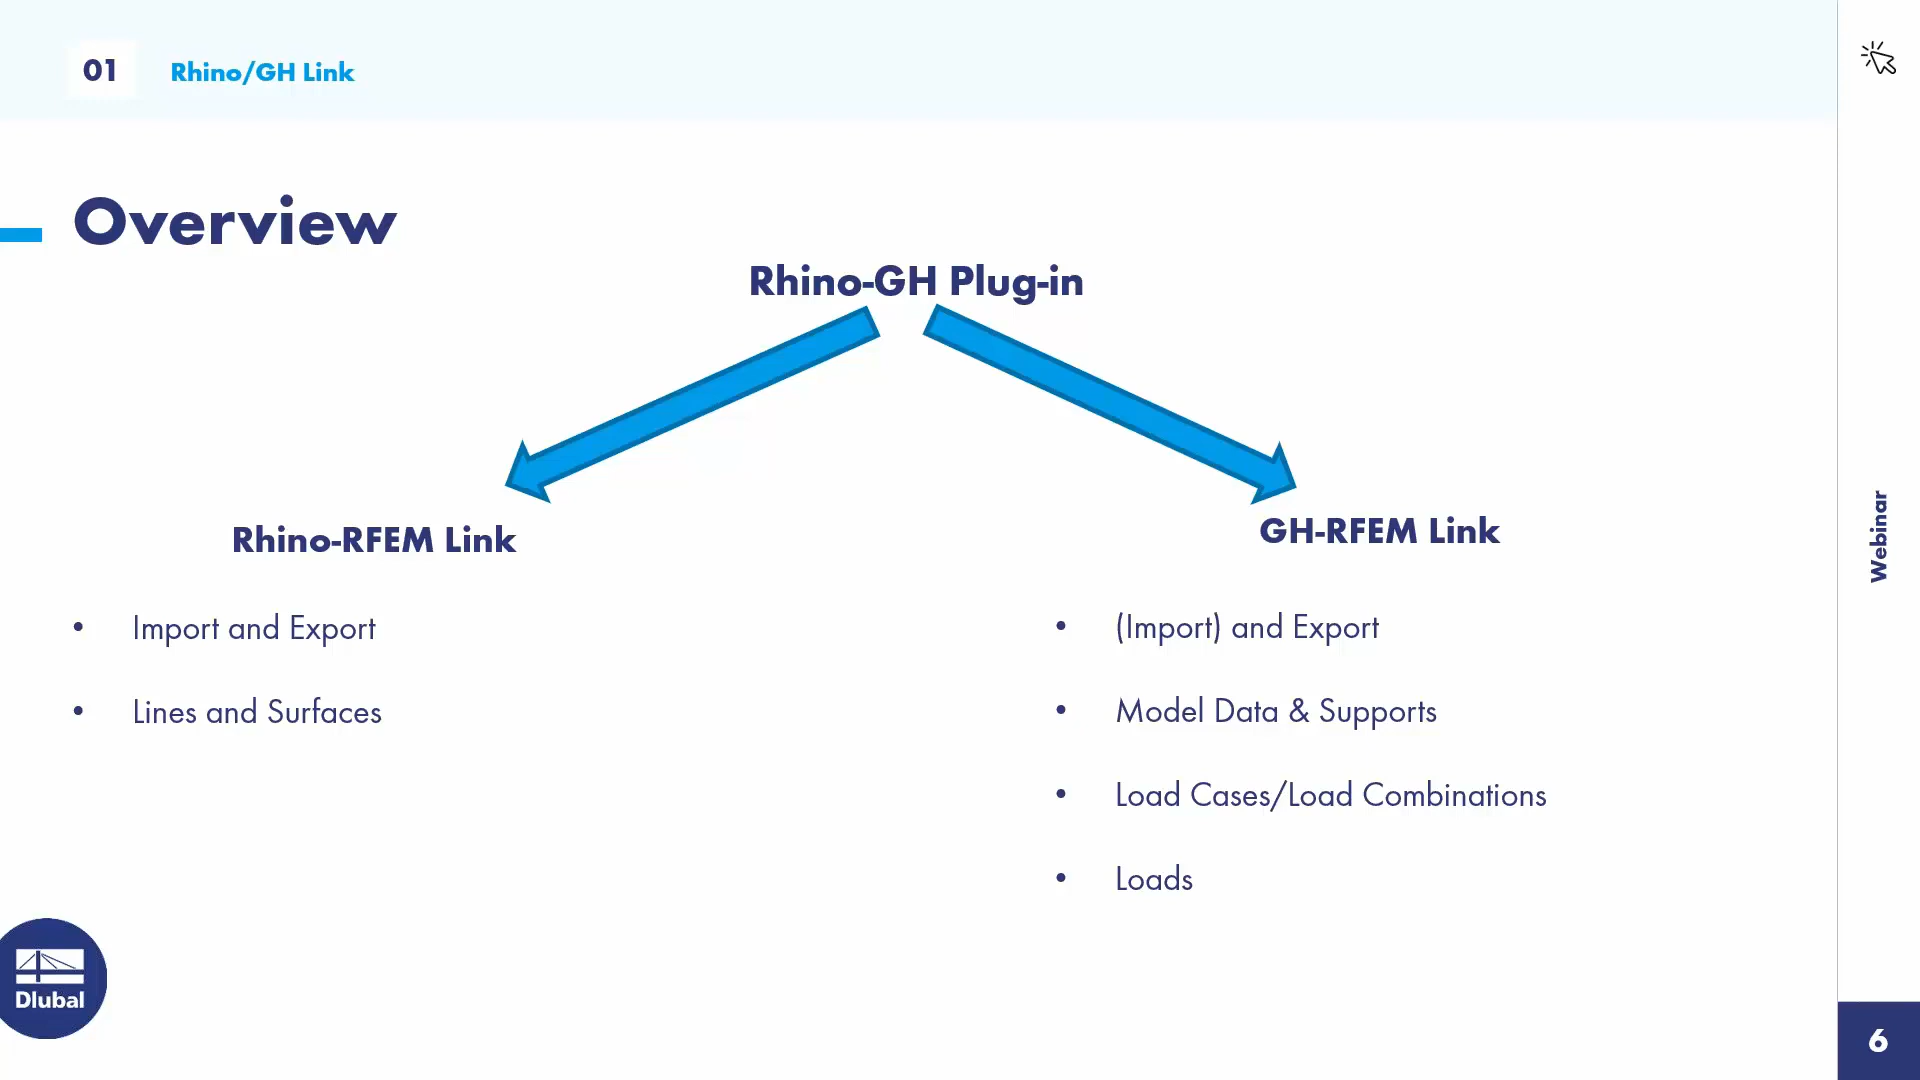 01
Rhino/GH Link
Overview
Rhino-GH Plug-in
Rhino-RFEM Link
• Import and Export
• Lines and Surfaces
GH-RFEM Link
• (Import) and Export
• Model Data & Supports
• Load Cases/Load Combinations
• Loads
Webinar
Dlubal
6